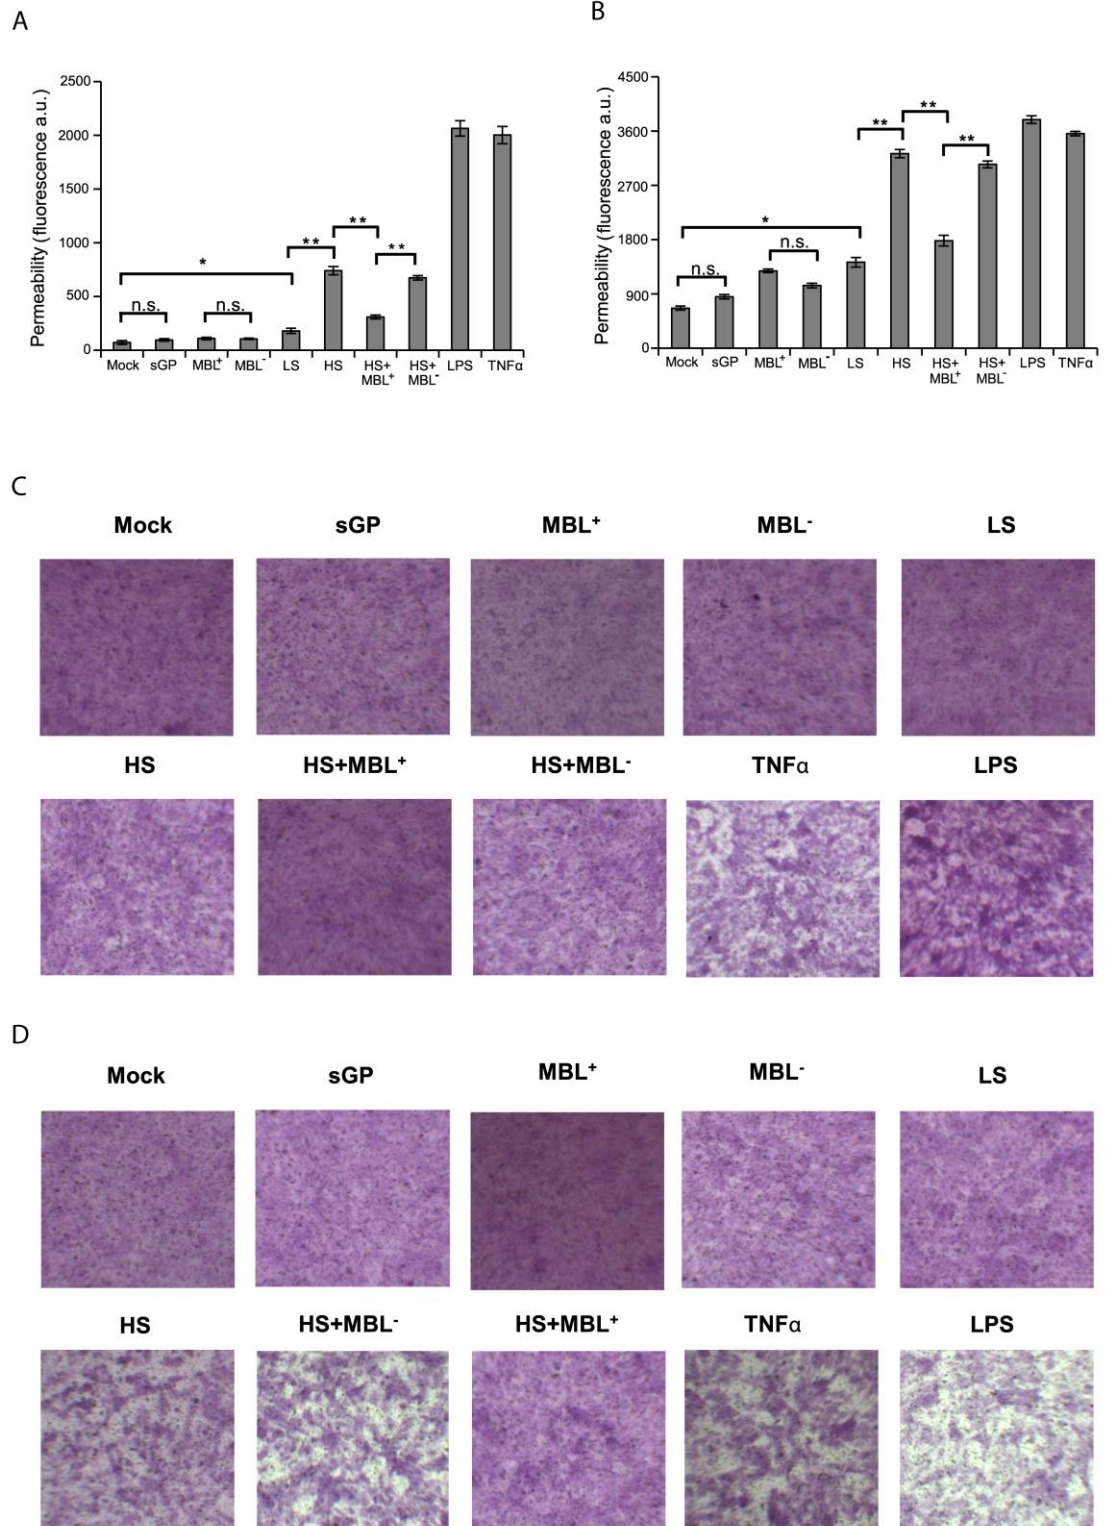 A
Permeability (fluorescence a.u.)
2500
2000
1500
1000
500
0
*
n.s.
n.s.
**
**
**
Mock sGP MBL⁺ MBL⁻ LS HS HS+ HS+ LPS TNFα
MBL⁺ MBL⁻
B
Permeability (fluorescence a.u.)
4500
3600
2700
1800
900
0
n.s.
*
n.s.
**
**
**
Mock sGP MBL⁺ MBL⁻ LS HS HS+ HS+ LPS TNFα
MBL⁺ MBL⁻
C
Mock sGP MBL⁺ MBL⁻ LS
HS HS+MBL⁺ HS+MBL⁻ TNFα LPS
D
Mock sGP MBL⁺ MBL⁻ LS
HS HS+MBL⁻ HS+MBL⁺ TNFα LPS